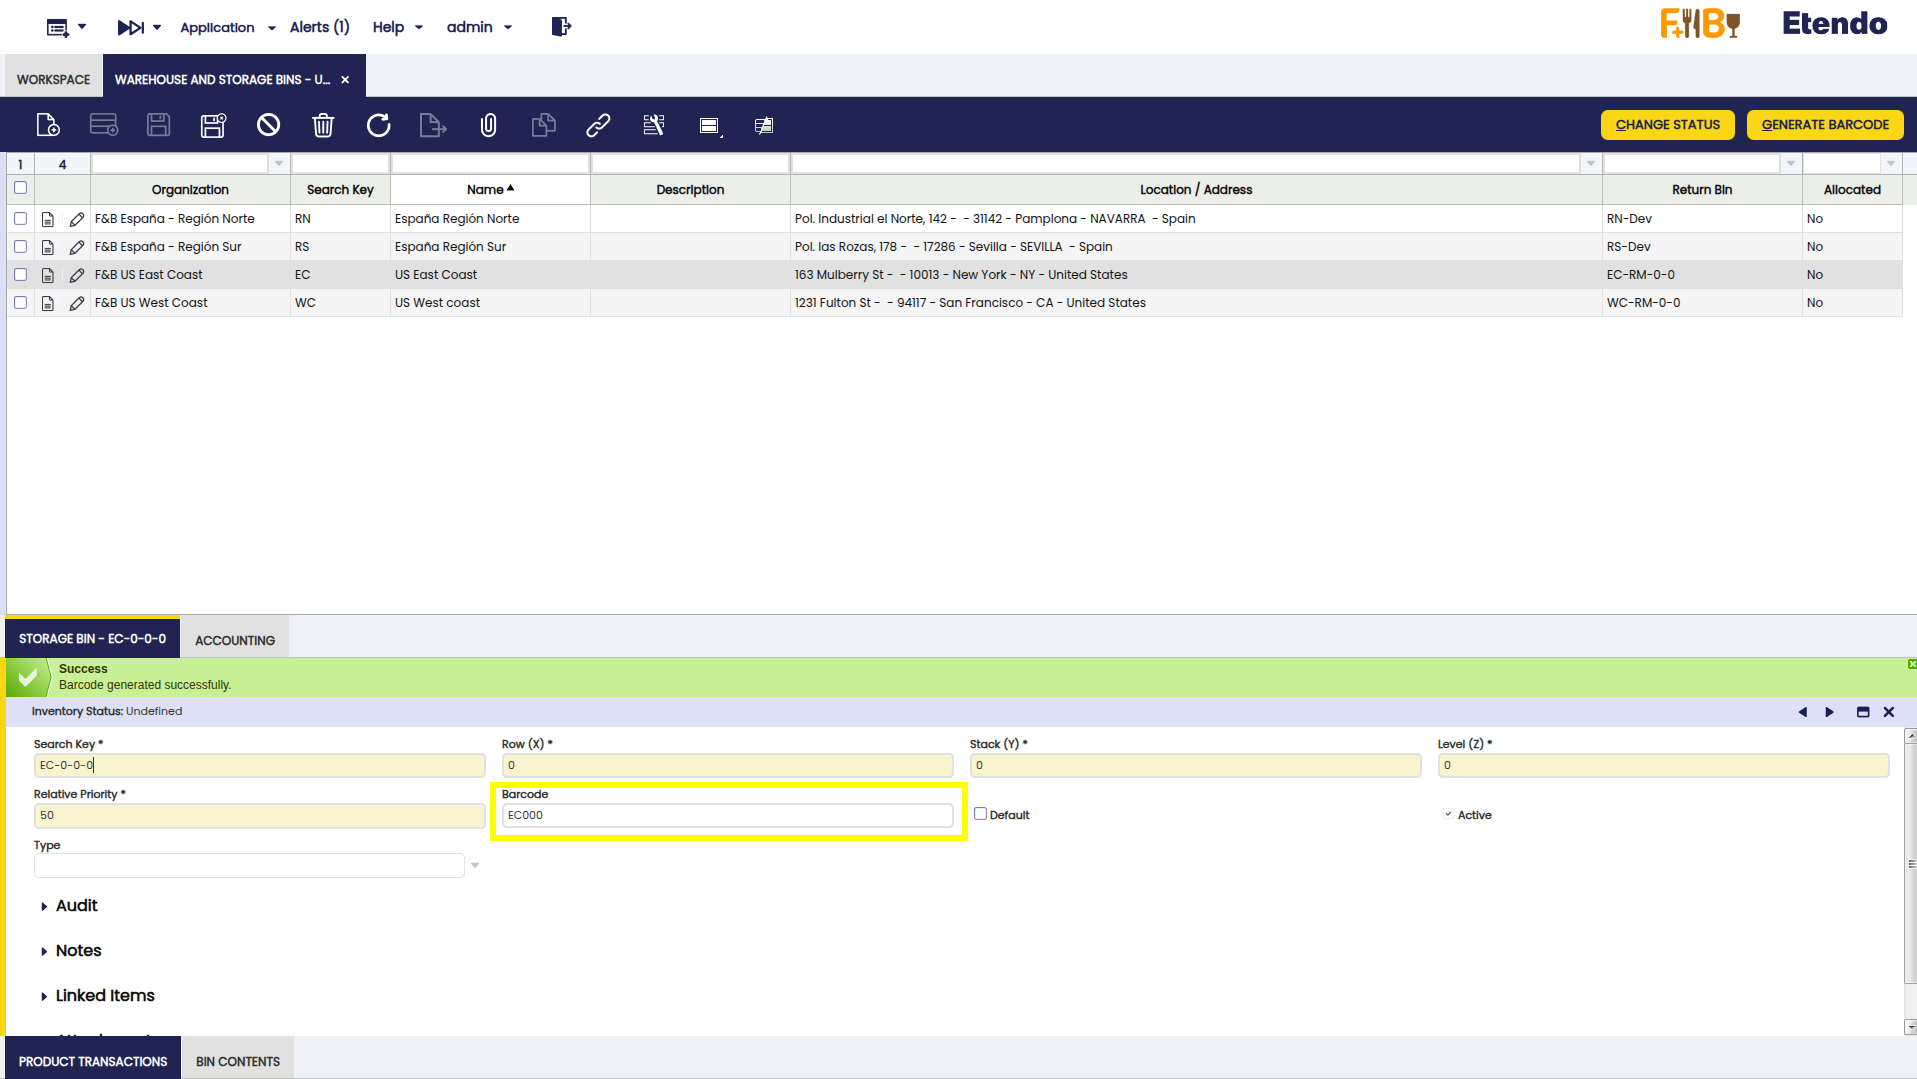 Application Alerts (1) Help admin F+B Etendo
WORKSPACE WAREHOUSE AND STORAGE BINS - U... ×
CHANGE STATUS GENERATE BARCODE
1 4
Organization Search Key Name Description Location / Address Return Bin Allocated
F&B España - Región Norte RN España Región Norte Pol. Industrial el Norte, 142 - - 31142 - Pamplona - NAVARRA - Spain RN-Dev No
F&B España - Región Sur RS España Región Sur Pol. las Rozas, 178 - - 17286 - Sevilla - SEVILLA - Spain RS-Dev No
F&B US East Coast EC US East Coast 163 Mulberry St - - 10013 - New York - NY - United States EC-RM-0-0 No
F&B US West Coast WC US West coast 1231 Fulton St - - 94117 - San Francisco - CA - United States WC-RM-0-0 No
STORAGE BIN - EC-0-0-0 ACCOUNTING
Success
Barcode generated successfully.
Inventory Status: Undefined
Search Key * Row (X) * Stack (Y) * Level (Z) *
EC-0-0-0 0 0 0
Relative Priority * Barcode
50 EC000 Default Active
Type
Audit
Notes
Linked Items
PRODUCT TRANSACTIONS BIN CONTENTS